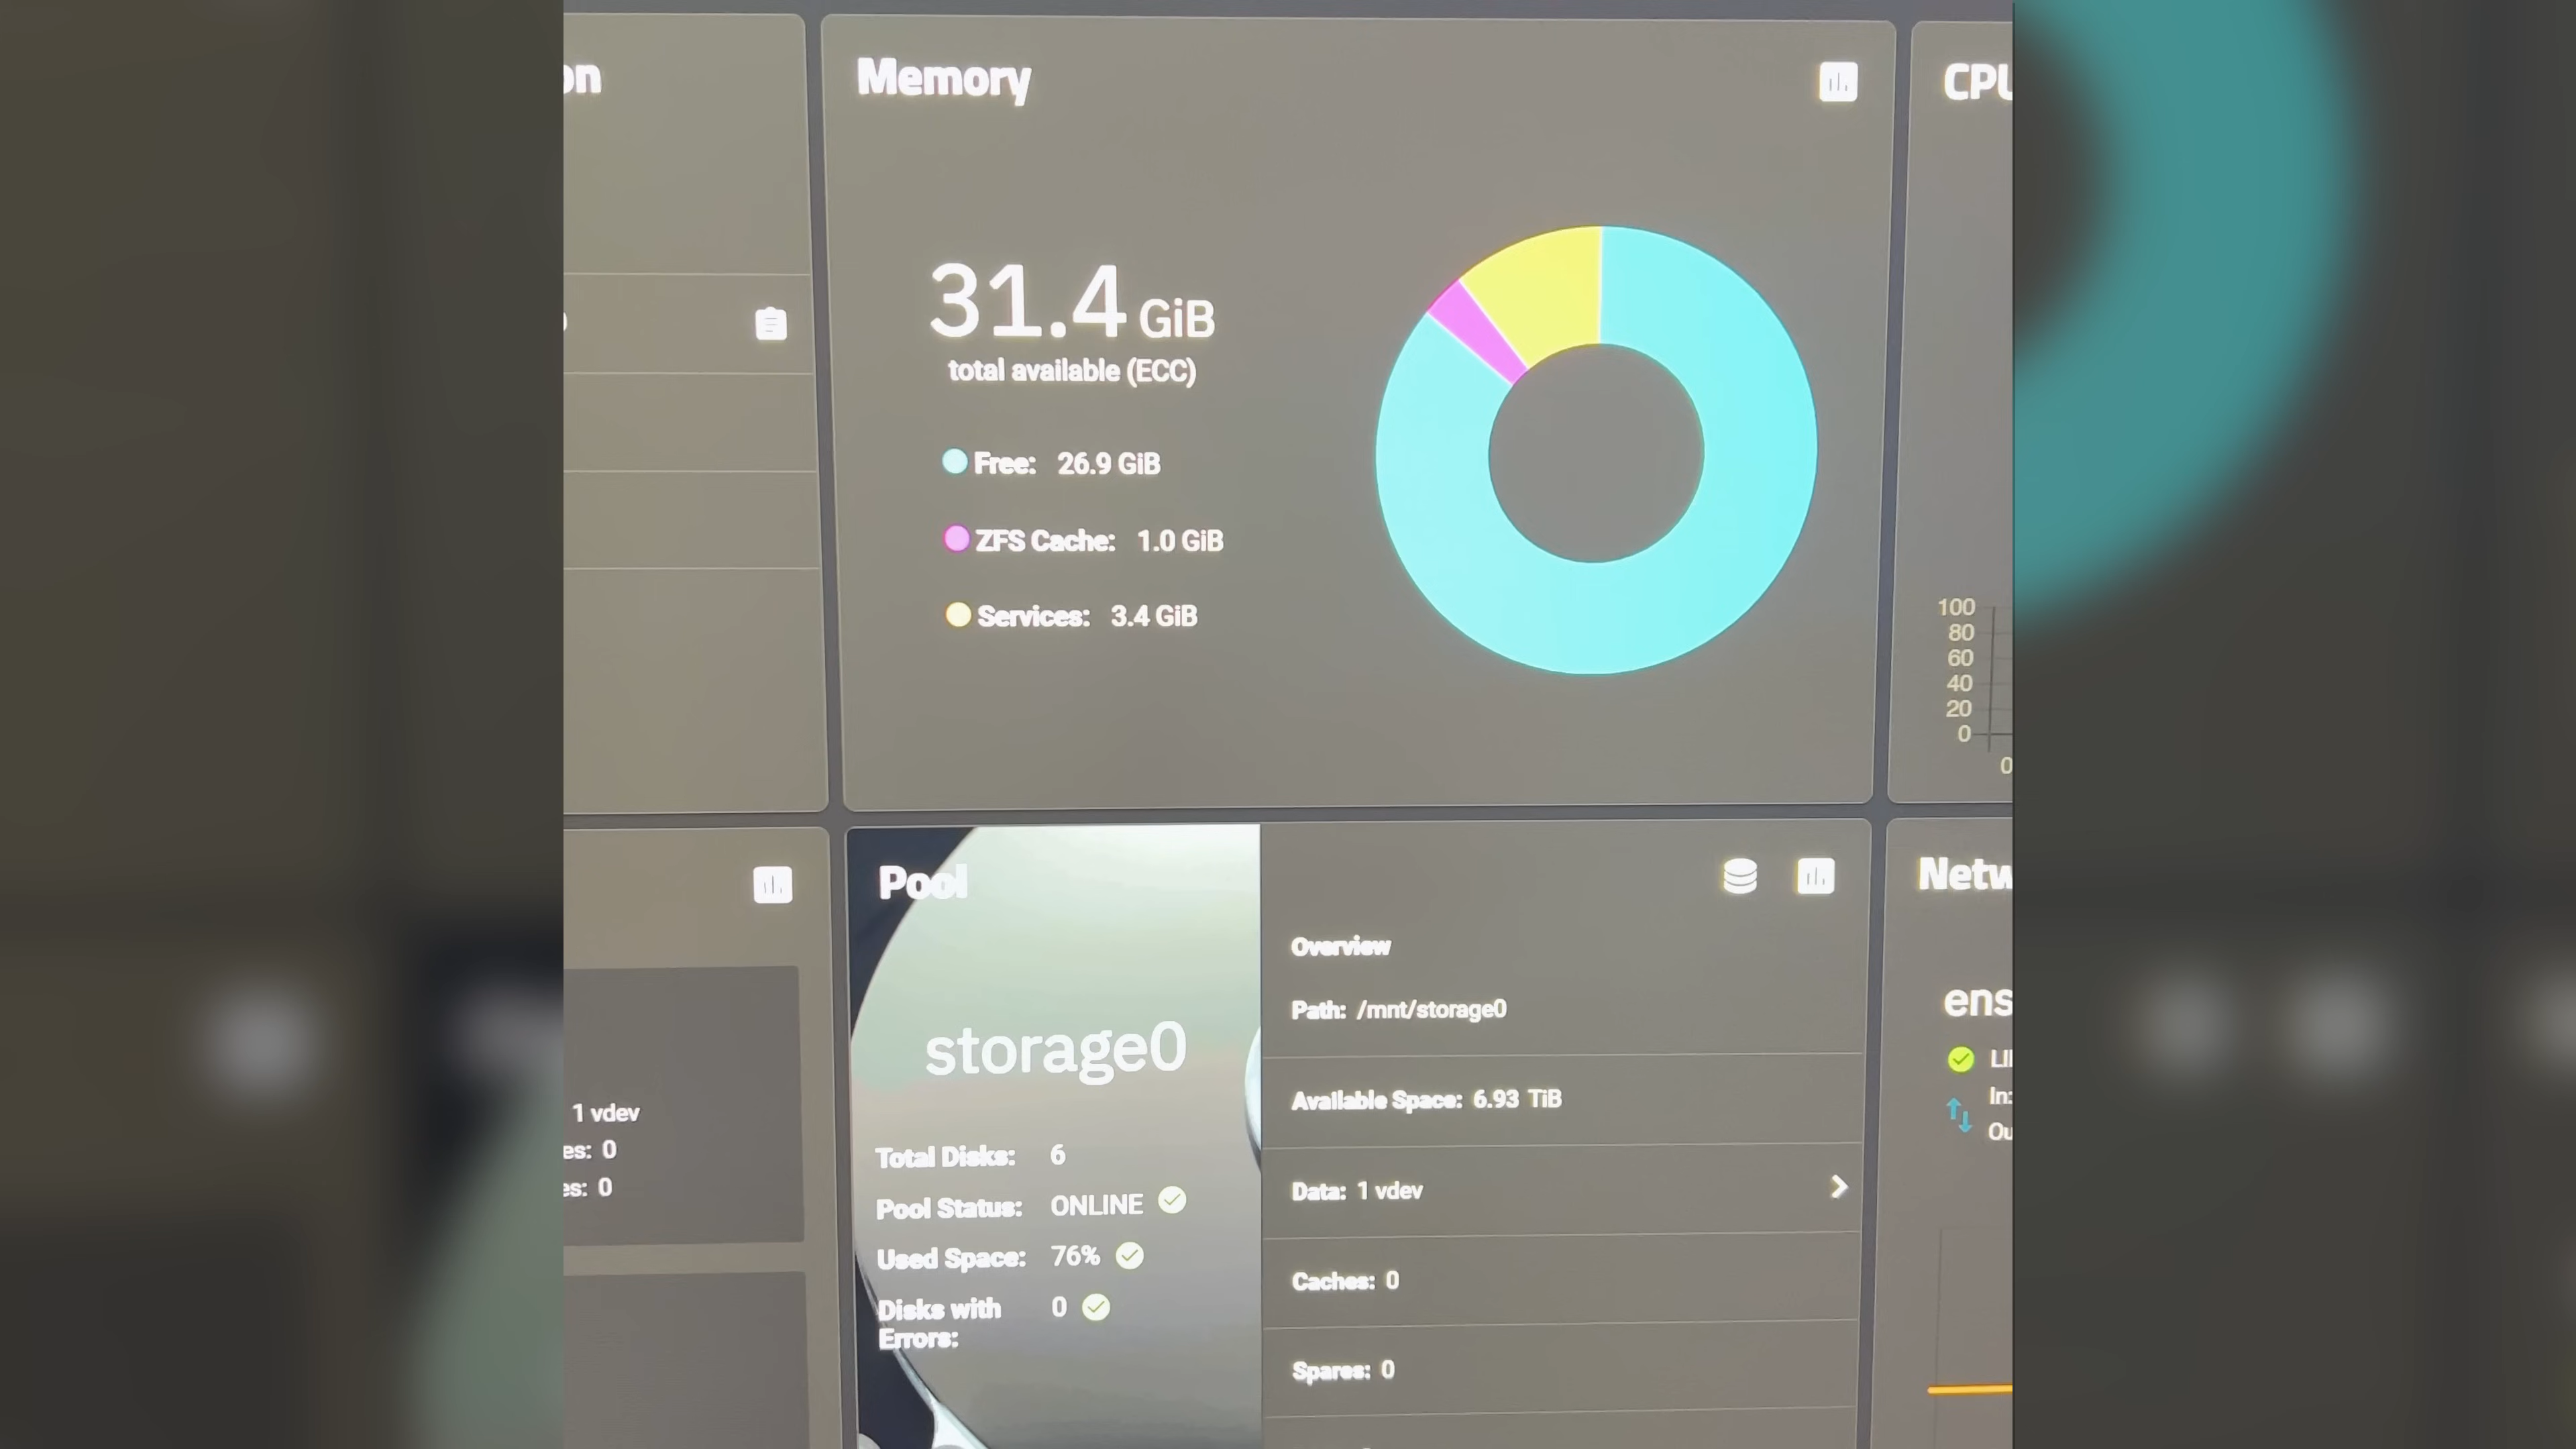 on
Memory
31.4 GiB
total available (ECC)
Free: 26.9 GiB
ZFS Cache: 1.0 GiB
Services: 3.4 GiB
CPU
100
80
60
40
20
0
0
1 vdev
es: 0
es: 0
Pool
storage0
Total Disks: 6
Pool Status: ONLINE
Used Space: 76%
Disks with 0
Errors:
Overview
Path: /mnt/storage0
Available Space: 6.93 TiB
Data: 1 vdev
Caches: 0
Spares: 0
Netw
ens
LI
In:
Ou